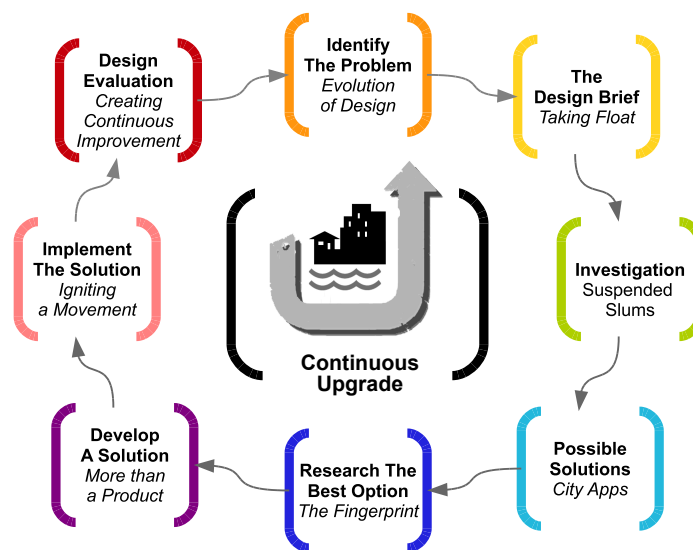 Identify
The Problem
Evolution
of Design
The
Design Brief
Taking Float
Investigation
Suspended
Slums
Possible
Solutions
City Apps
Research The
Best Option
The Fingerprint
Develop
A Solution
More than
a Product
Implement
The Solution
Igniting
a Movement
Design
Evaluation
Creating
Continuous
Improvement
Continuous
Upgrade